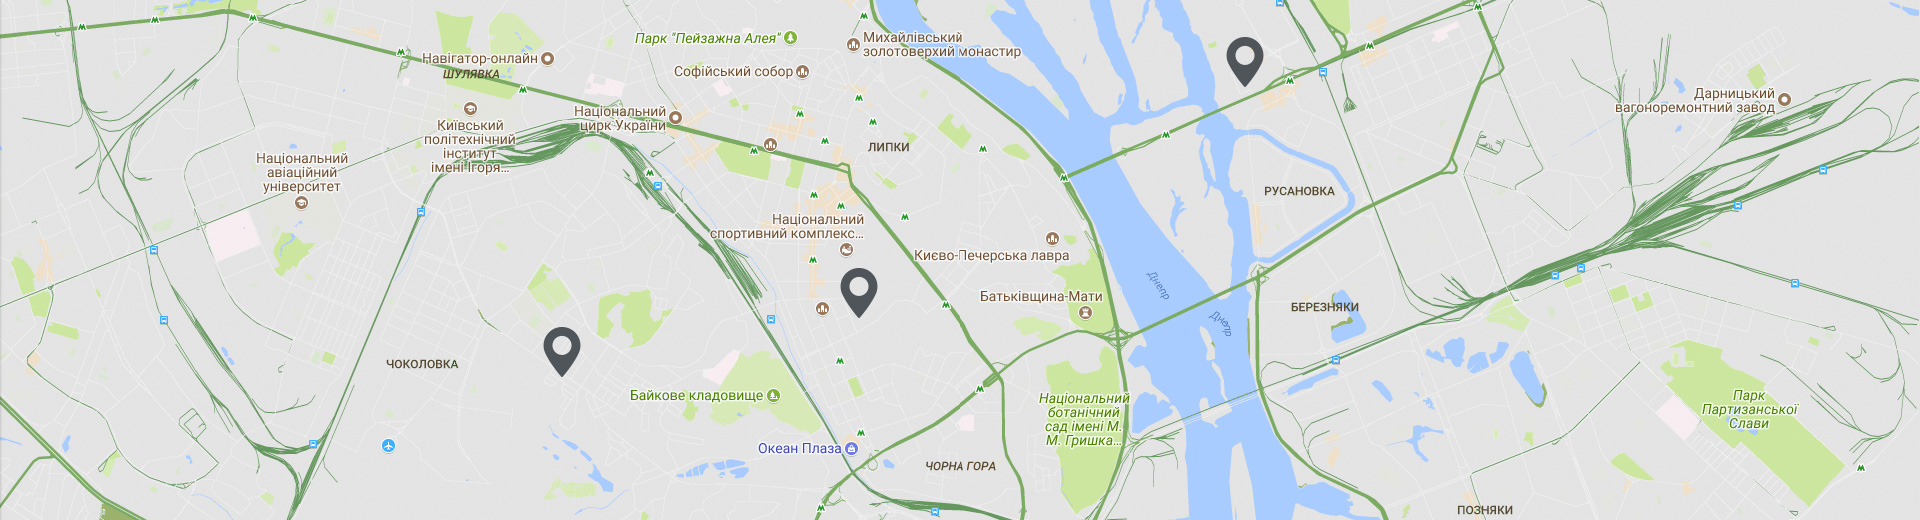 Парк "Пейзажна Алея"
Михайлівський
золотоверхий монастир
Навігатор-онлайн
ШУЛЯВКА
Софійський собор
Дарницький
вагоноремонтний завод
Національний
цирк України
Київський
політехнічний
інститут
імені Ігоря...
ЛИПКИ
Національний
авіаційний
університет
РУСАНОВКА
Національний
спортивний комплекс...
Києво-Печерська лавра
Днепр
Батьківщина-Мати
БЕРЕЗНЯКИ
Днепр
ЧОКОЛОВКА
Байкове кладовище
Національний
ботанічний
сад імені М.
М. Гришка...
Парк
Партизанської
Слави
Океан Плаза
ЧОРНА ГОРА
ПОЗНЯКИ